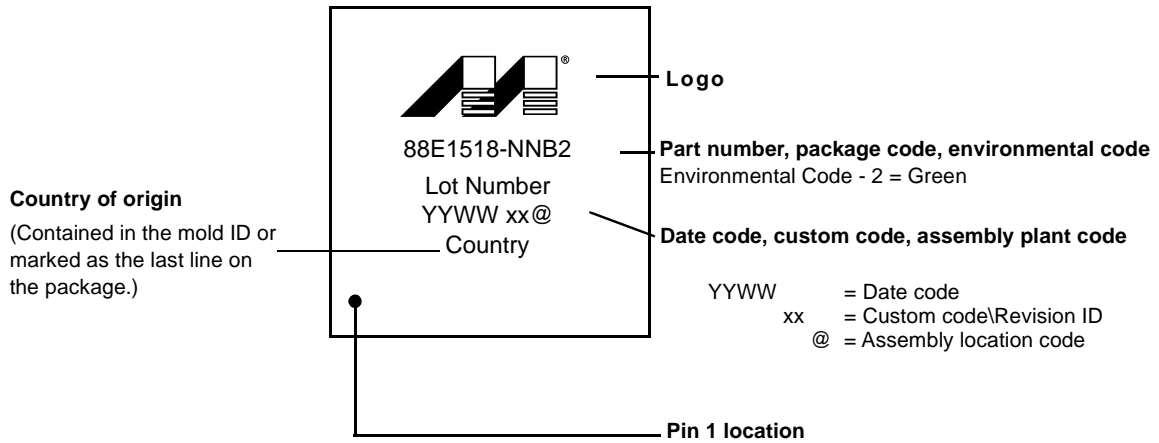 ®
Logo
88E1518-NNB2
Part number, package code, environmental code
Environmental Code - 2 = Green
Lot Number
YYWW xx@
Country
Country of origin
(Contained in the mold ID or
marked as the last line on
the package.)
Date code, custom code, assembly plant code
YYWW = Date code
xx = Custom code\Revision ID
@ = Assembly location code
Pin 1 location